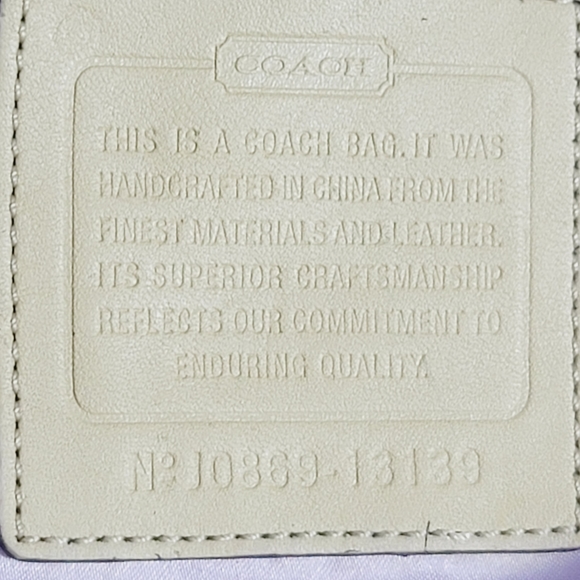 COACH
THIS IS A COACH BAG. IT WAS
HANDCRAFTED IN CHINA FROM THE
FINEST MATERIALS AND LEATHER.
ITS SUPERIOR CRAFTSMANSHIP
REFLECTS OUR COMMITMENT TO
ENDURING QUALITY.
Nº J0869-13139